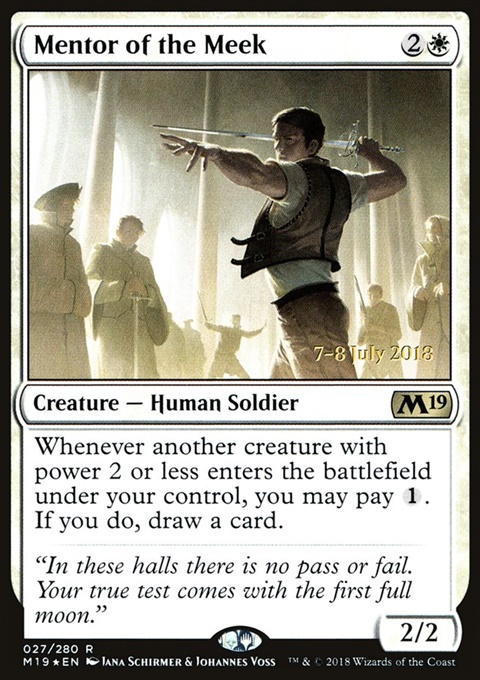 Mentor of the Meek 2
7-8 July 2018
Creature — Human Soldier M19
Whenever another creature with
power 2 or less enters the battlefield
under your control, you may pay 1.
If you do, draw a card.
“In these halls there is no pass or fail.
Your true test comes with the first full
moon.”
2/2
027/280 R
M19★EN Iana Schirmer & Johannes Voss ™ & © 2018 Wizards of the Coast